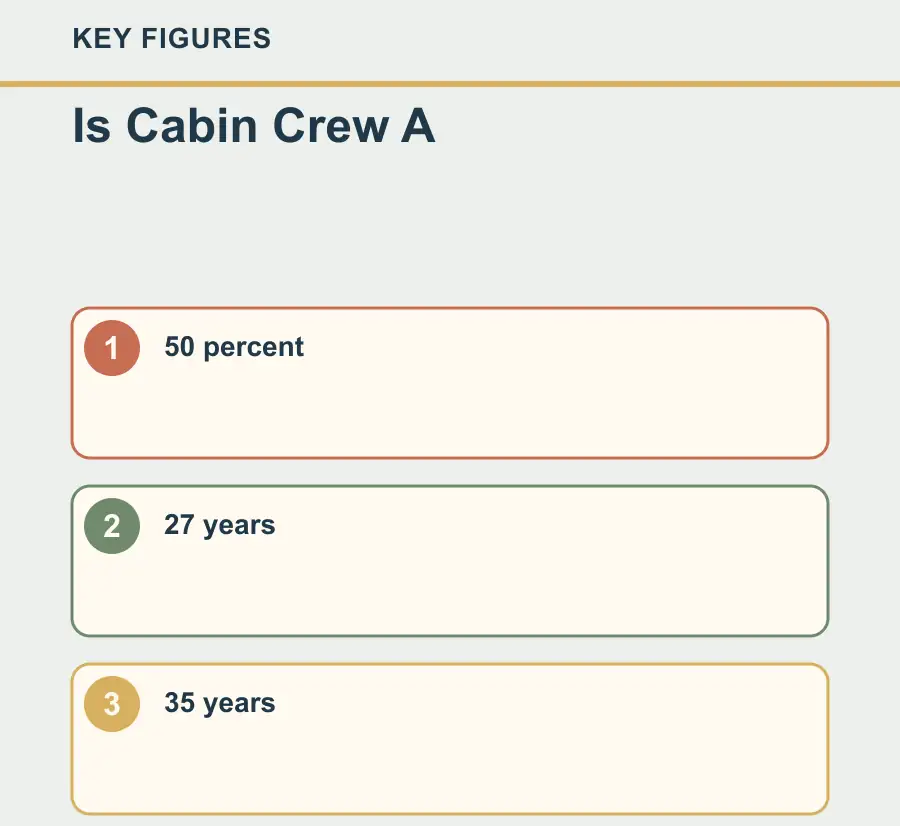 KEY FIGURES
Is Cabin Crew A
1 50 percent
2 27 years
3 35 years